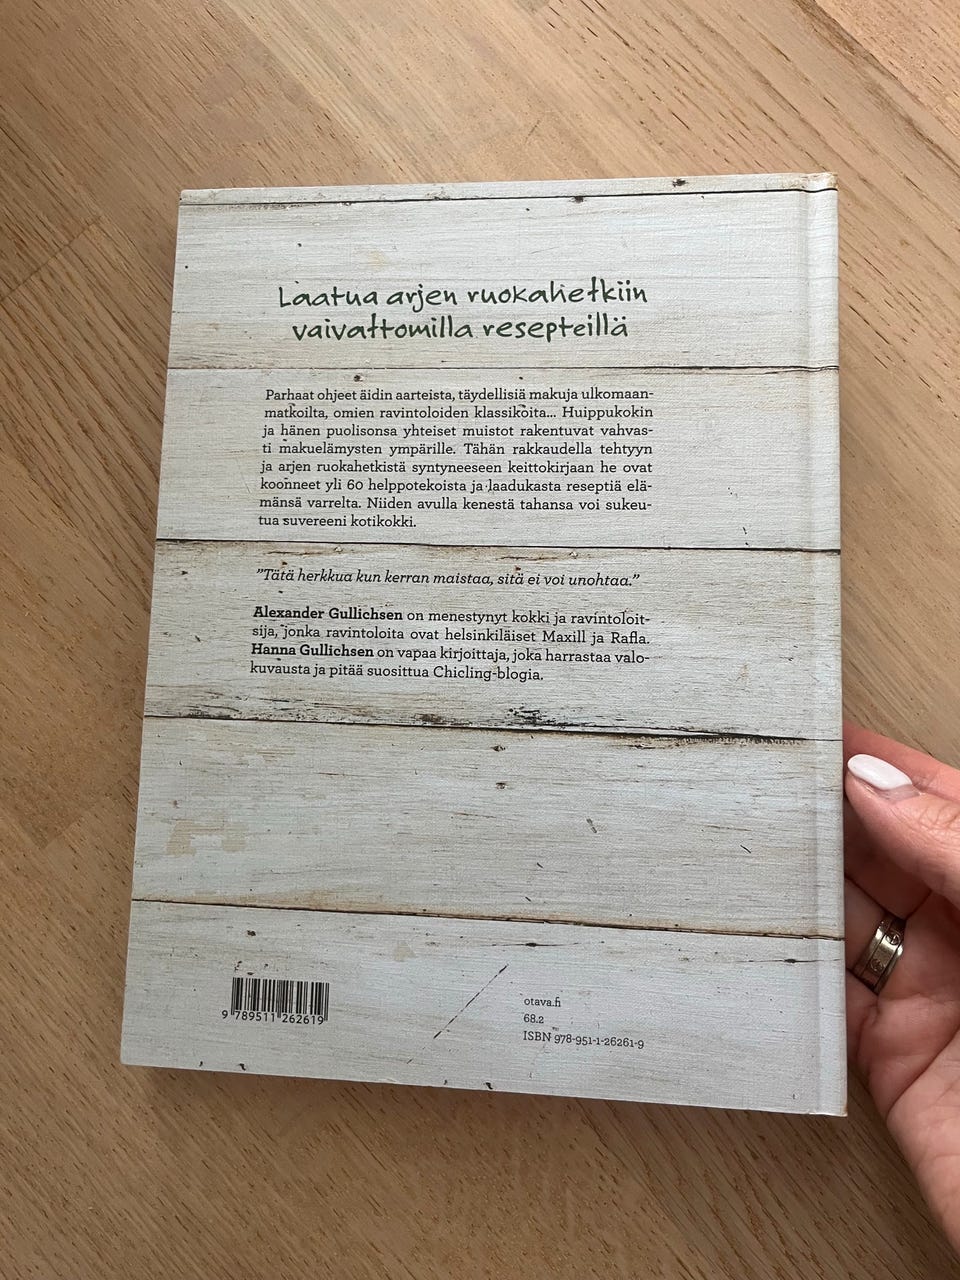 Laatua arjen ruokahetkiin
vaivattomilla resepteillä
Parhaat ohjeet äidin aarteista, täydellisiä makuja ulkomaan-
matkoilta, omien ravintoloiden klassikoita... Huippukokin
ja hänen puolisonsa yhteiset muistot rakentuvat vahvas-
ti makuelämysten ympärille. Tähän rakkaudella tehtyyn
ja arjen ruokahetkistä syntyneeseen keittokirjaan he ovat
koonneet yli 60 helppotekoista ja laadukasta reseptiä elä-
mänsä varrelta. Niiden avulla kenestä tahansa voi sukeu-
tua suvereeni kotikokki.
”Tätä herkkua kun kerran maistaa, sitä ei voi unohtaa.”
Alexander Gullichsen on menestynyt kokki ja ravintoloit-
sija, jonka ravintoloita ovat helsinkiläiset Maxill ja Rafla.
Hanna Gullichsen on vapaa kirjoittaja, joka harrastaa valo-
kuvausta ja pitää suosittua Chicling-blogia.
9 789511 262619
otava.fi
68.2
ISBN 978-951-1-26261-9